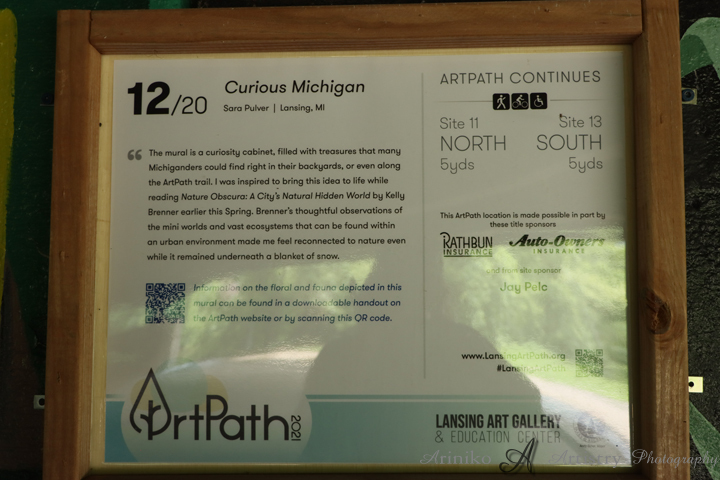 12/20
Curious Michigan
Sara Pulver | Lansing, MI
“ The mural is a curiosity cabinet, filled with treasures that many
Michiganders could find right in their backyards, or even along
the ArtPath trail. I was inspired to bring this idea to life while
reading Nature Obscura: A City's Natural Hidden World by Kelly
Brenner earlier this Spring. Brenner's thoughtful observations of
the mini worlds and vast ecosystems that can be found within
an urban environment made me feel reconnected to nature even
while it remained underneath a blanket of snow.
Information on the floral and fauna depicted in this
mural can be found in a downloadable handout on
the ArtPath website or by scanning this QR code.
ArtPath 2021
ARTPATH CONTINUES
Site 11
NORTH
5yds
Site 13
SOUTH
5yds
This ArtPath location is made possible in part by
these title sponsors
RATHBUN
INSURANCE
Auto-Owners
INSURANCE
and from site sponsor
Jay Pelc
www.LansingArtPath.org
#LansingArtPath
LANSING ART GALLERY
& EDUCATION CENTER
Ariniko A Artistry Photography